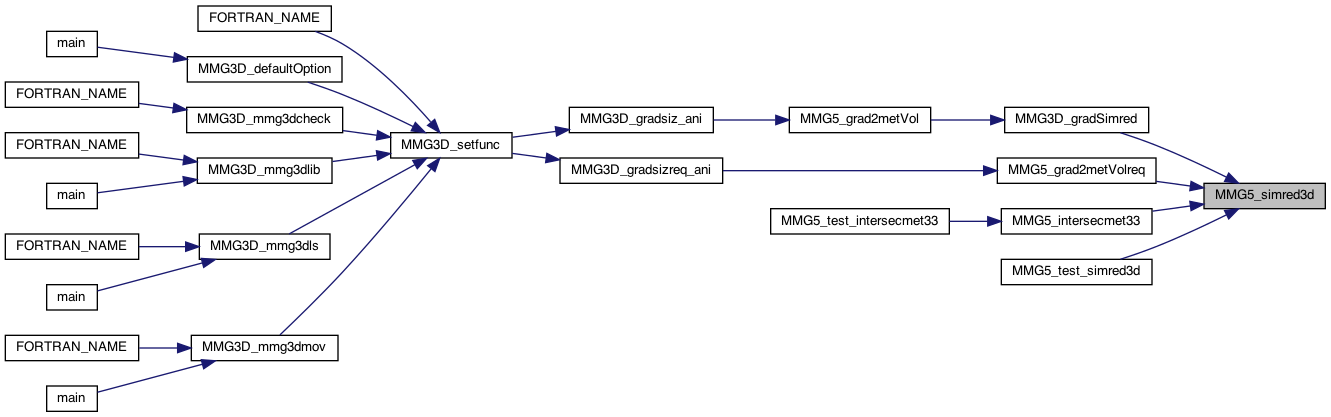 FORTRAN_NAME
main
MMG3D_defaultOption
FORTRAN_NAME
MMG3D_mmg3dcheck
MMG3D_gradsiz_ani
MMG5_grad2metVol
MMG3D_gradSimred
FORTRAN_NAME
MMG3D_setfunc
MMG3D_mmg3dlib
MMG3D_gradsizreq_ani
MMG5_grad2metVolreq
main
MMG5_simred3d
MMG5_test_intersecmet33
MMG5_intersecmet33
FORTRAN_NAME
MMG3D_mmg3dls
MMG5_test_simred3d
main
FORTRAN_NAME
MMG3D_mmg3dmov
main